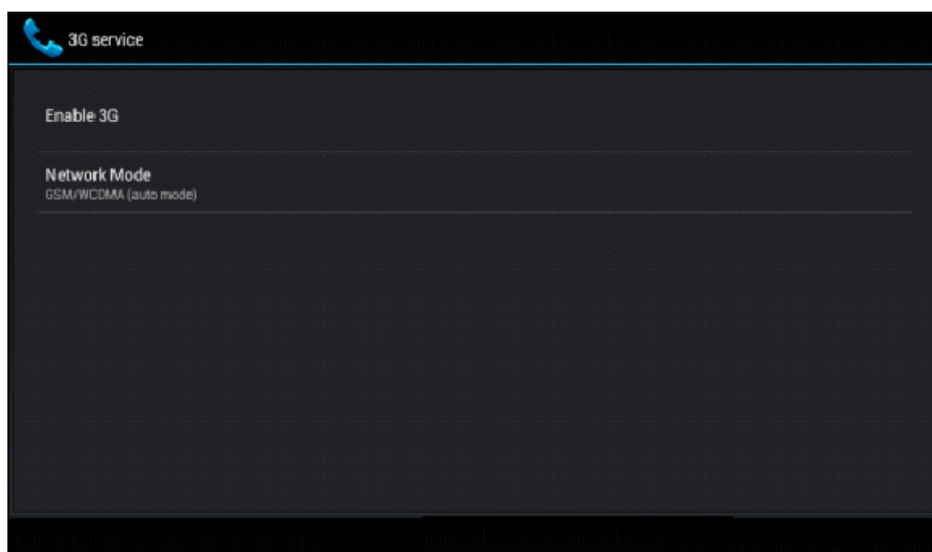 3G service
Enable 3G
Network Mode
GSM/WCDMA (auto mode)